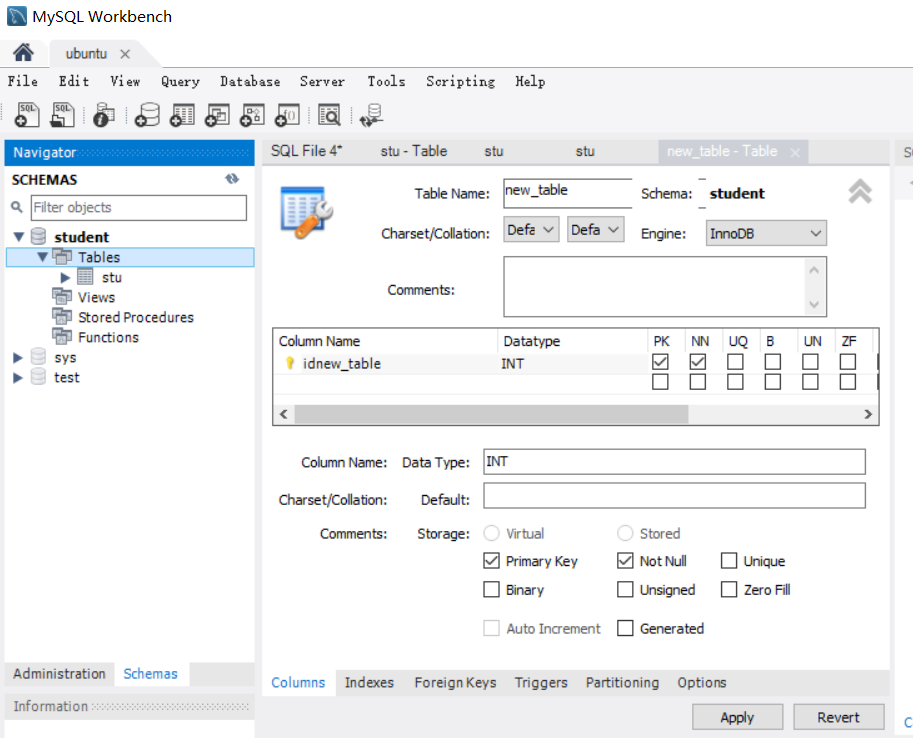 MySQL Workbench
ubuntu
File Edit View Query Database Server Tools Scripting Help
SQL SQL
Navigator
SCHEMAS
Filter objects
student
Tables
stu
Views
Stored Procedures
Functions
sys
test
Administration Schemas
Information
SQL File 4* stu - Table stu stu new_table - Table
Table Name: new_table Schema: student
Charset/Collation: Defa Defa Engine: InnoDB
Comments:
Column Name Datatype PK NN UQ B UN ZF
idnew_table INT
Column Name: Data Type: INT
Charset/Collation: Default:
Comments: Storage: Virtual Stored
Primary Key Not Null Unique
Binary Unsigned Zero Fill
Auto Increment Generated
Columns Indexes Foreign Keys Triggers Partitioning Options
Apply Revert